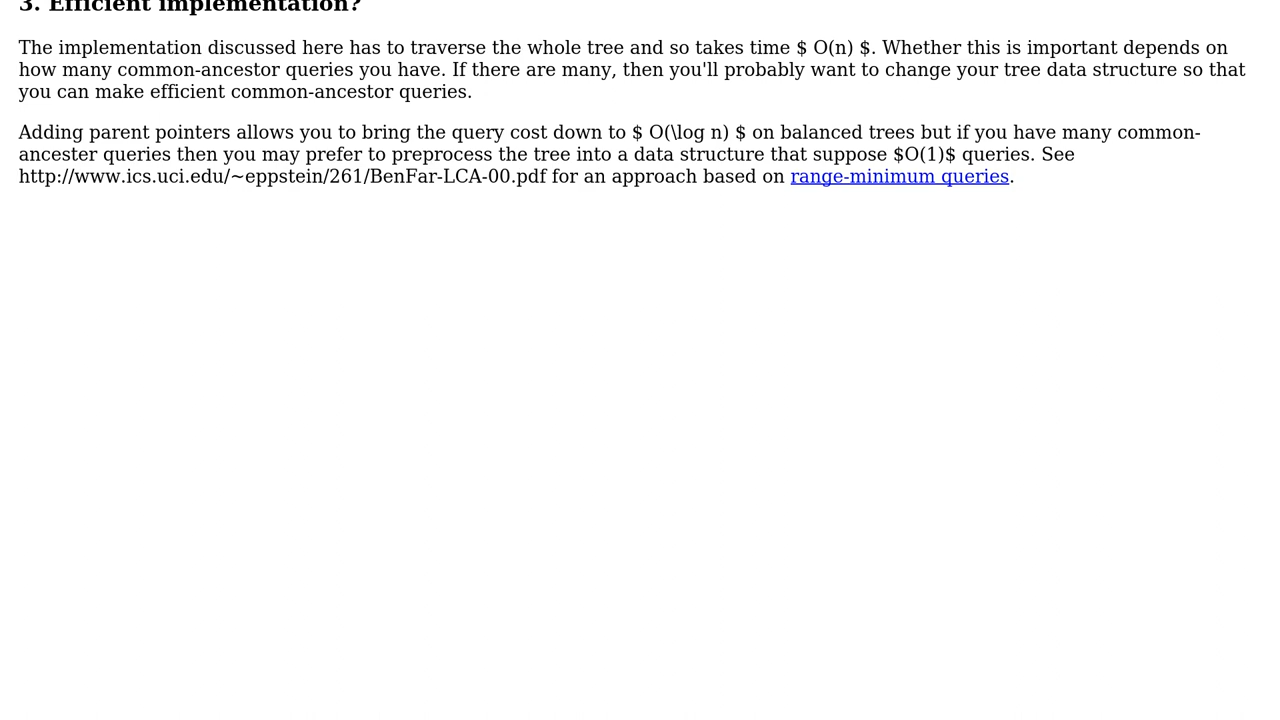 3. Efficient implementation?
The implementation discussed here has to traverse the whole tree and so takes time $ O(n) $. Whether this is important depends on
how many common-ancestor queries you have. If there are many, then you'll probably want to change your tree data structure so that
you can make efficient common-ancestor queries.
Adding parent pointers allows you to bring the query cost down to $ O(\log n) $ on balanced trees but if you have many common-
ancester queries then you may prefer to preprocess the tree into a data structure that suppose $O(1)$ queries. See
http://www.ics.uci.edu/~eppstein/261/BenFar-LCA-00.pdf for an approach based on range-minimum queries.